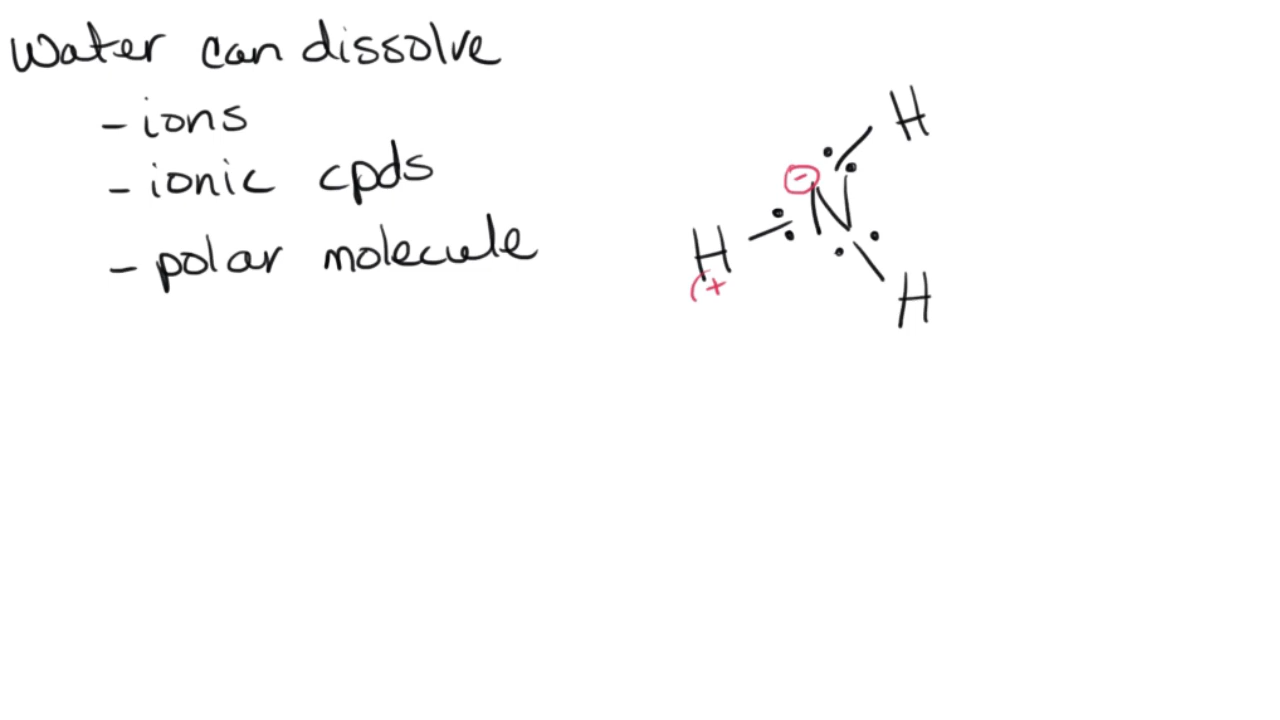 Water can dissolve
- ions
- ionic cpds
- polar molecule
H
N
H
H
-
(+